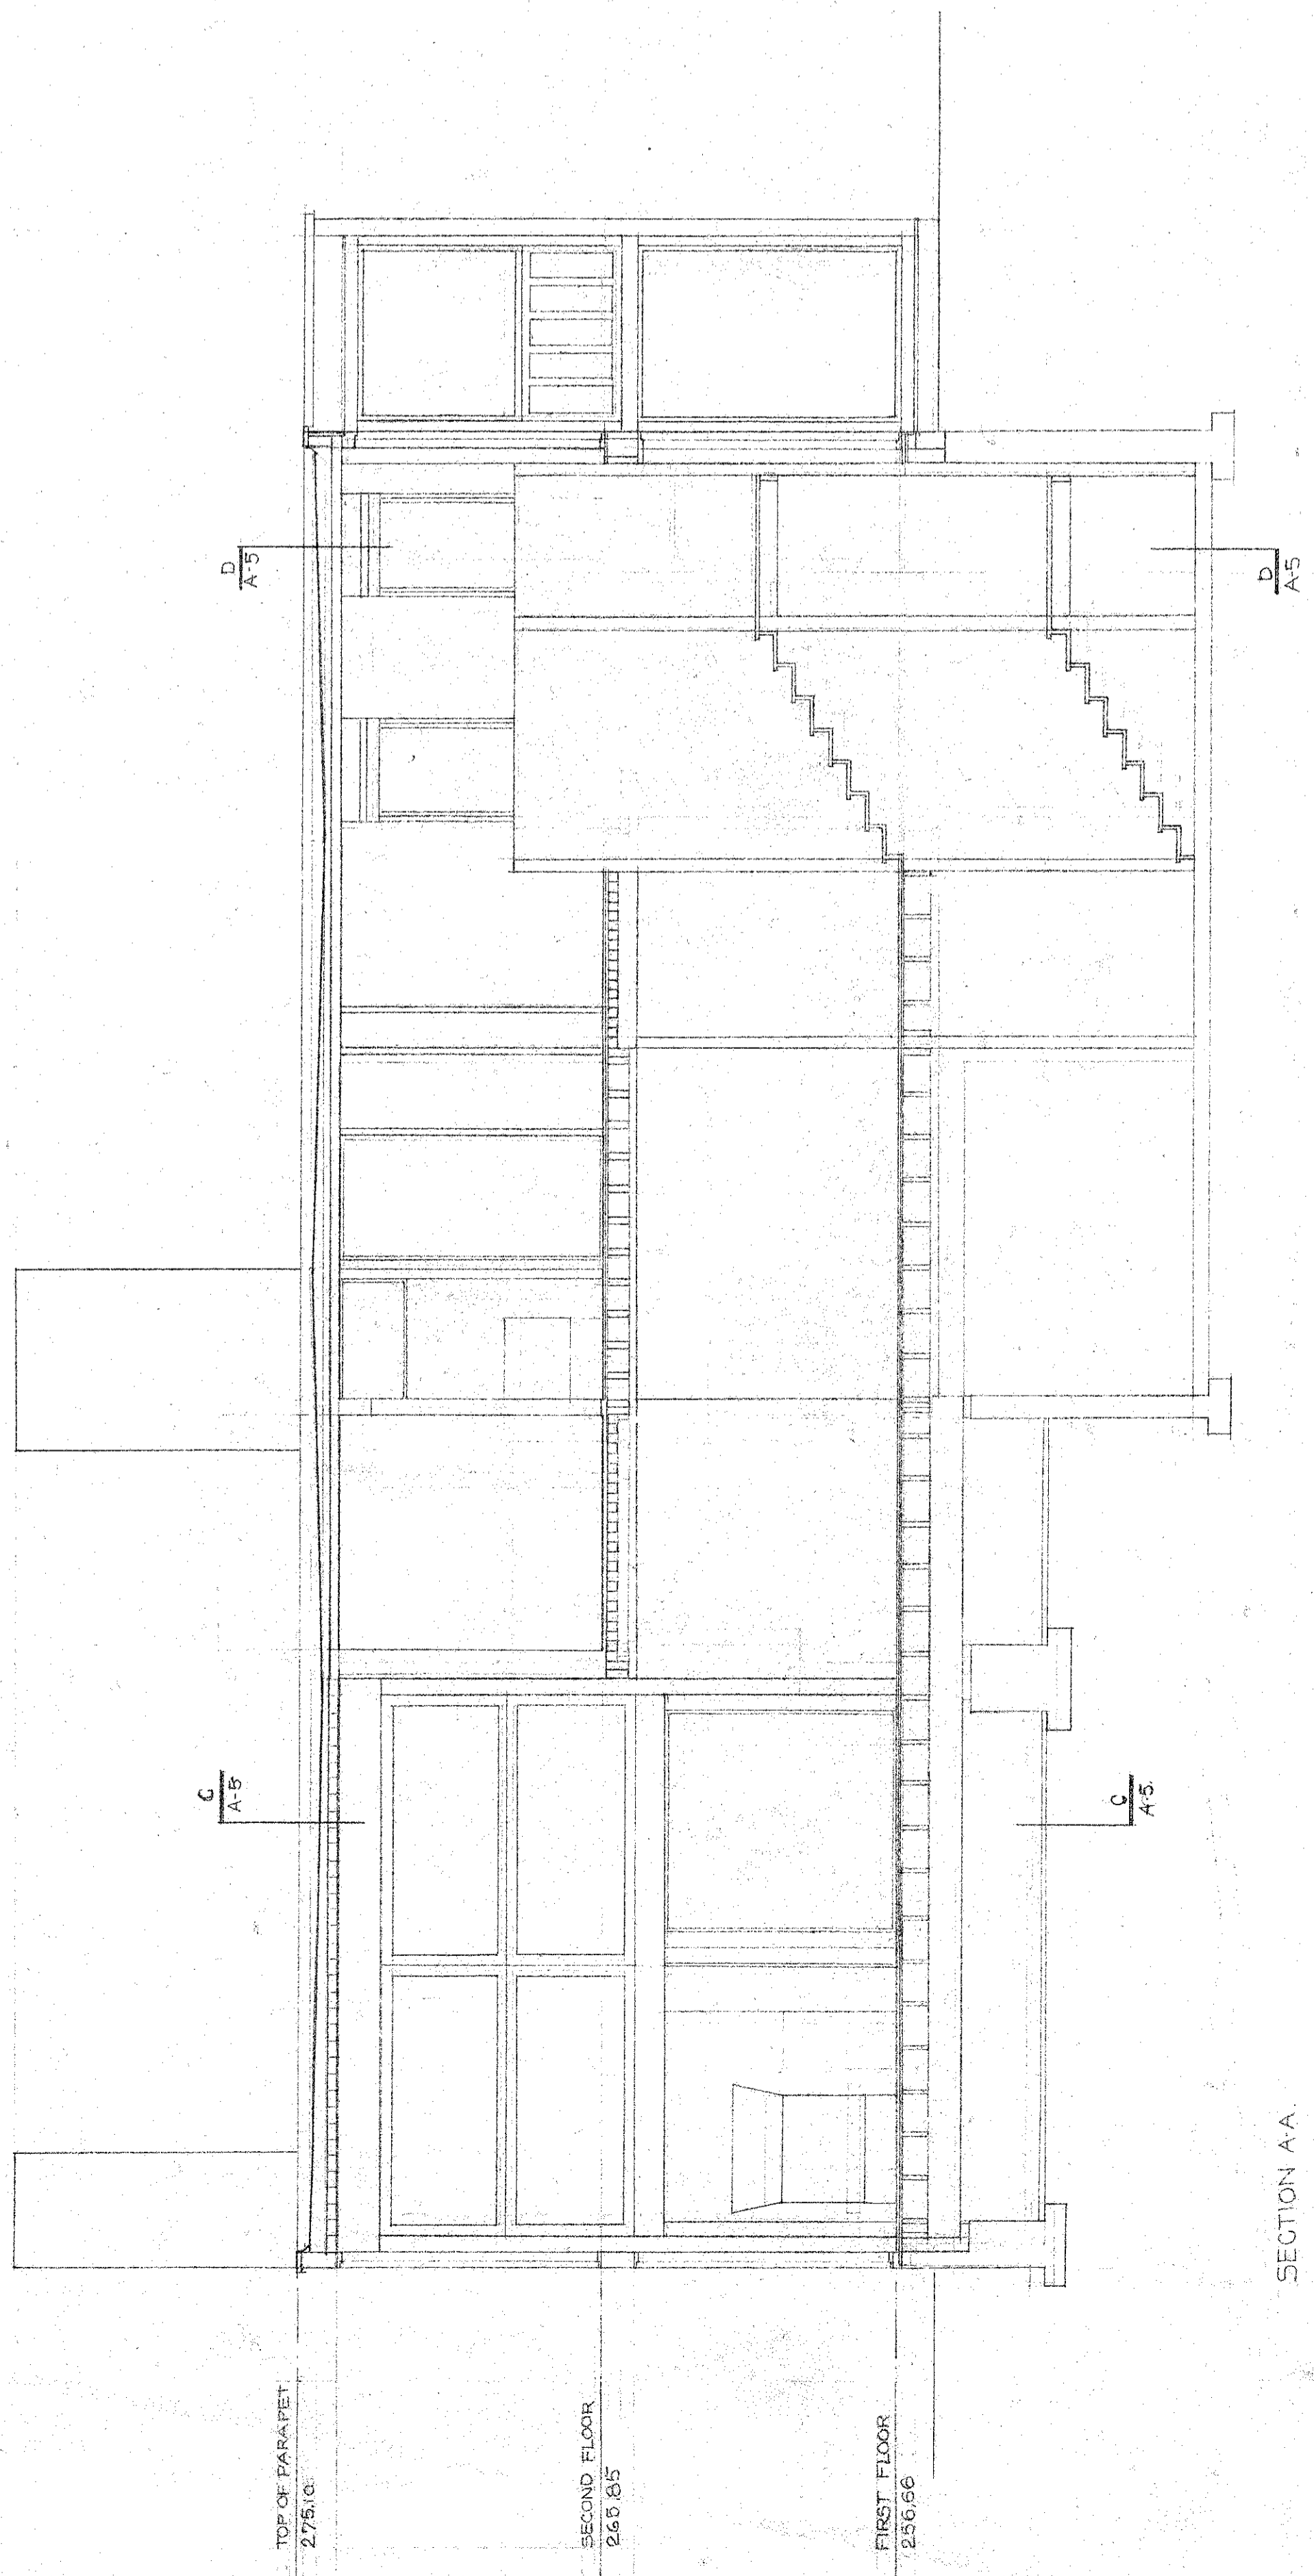 TOP OF PARAPET
275.10
SECOND FLOOR
265.85
FIRST FLOOR
256.66
C
A-5
C
A-5
D
A-5
D
A-5
SECTION A-A.